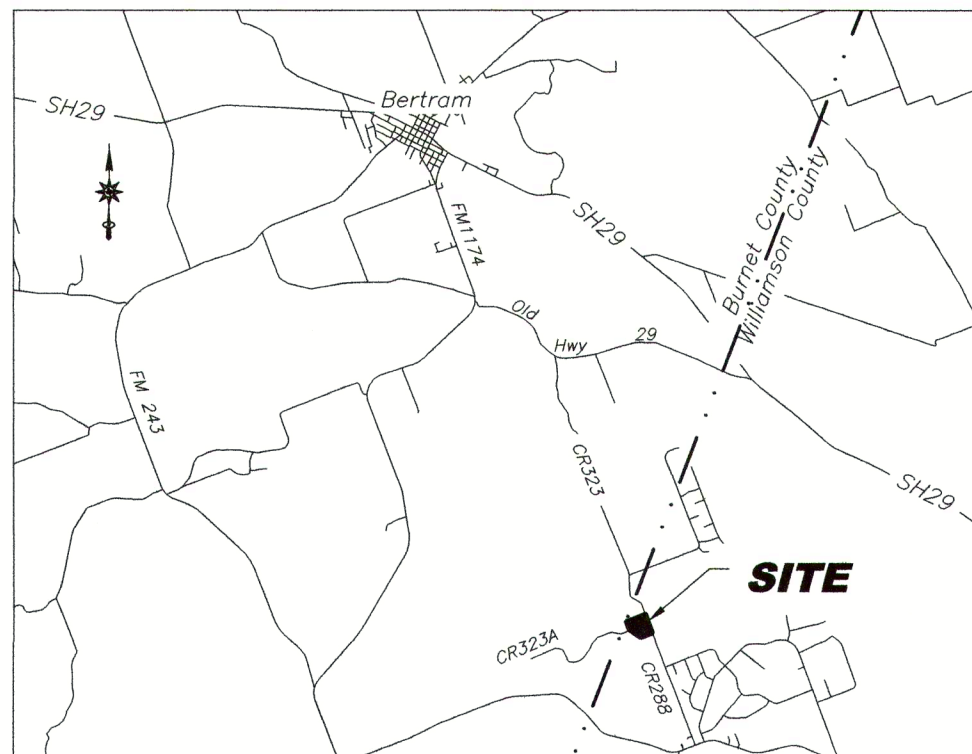 Bertram
SH29
FM1174
SH29
Burnet County
Williamson County
Old Hwy 29
FM 243
CR323
SH29
SITE
CR323A
CR288